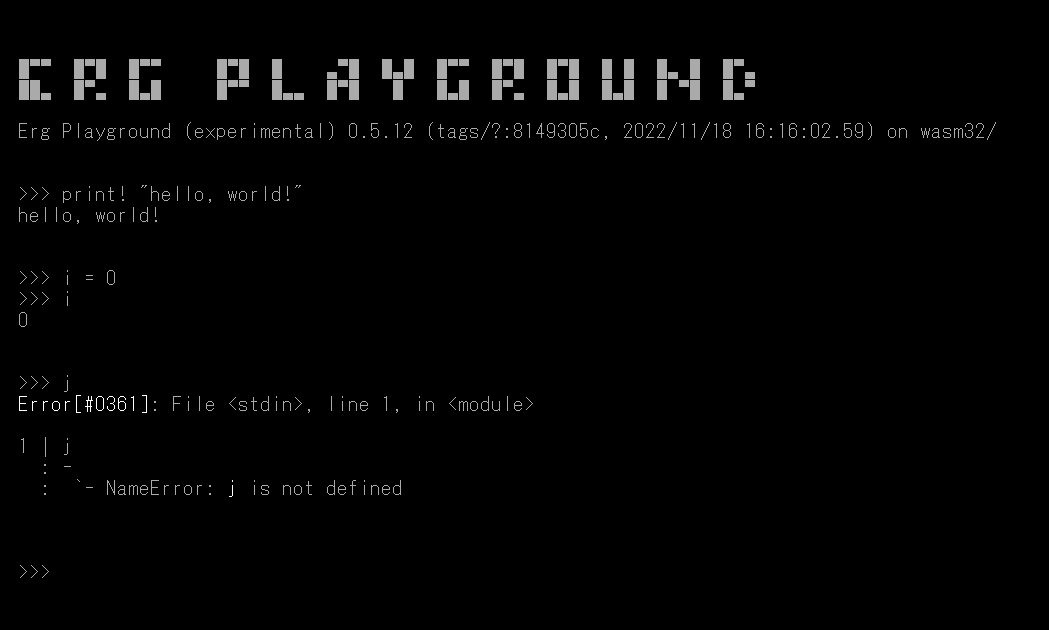 ERG PLAYGROUND
Erg Playground (experimental) 0.5.12 (tags/?:8149305c, 2022/11/18 16:16:02.59) on wasm32/
>>> print! "hello, world!"
hello, world!
>>> i = 0
>>> i
0
>>> j
Error[#0361]: File <stdin>, line 1, in <module>
1 | j
  : -
  :  `- NameError: j is not defined
>>>